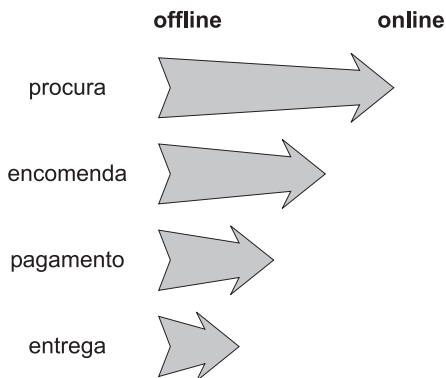 offline online
procura
encomenda
pagamento
entrega